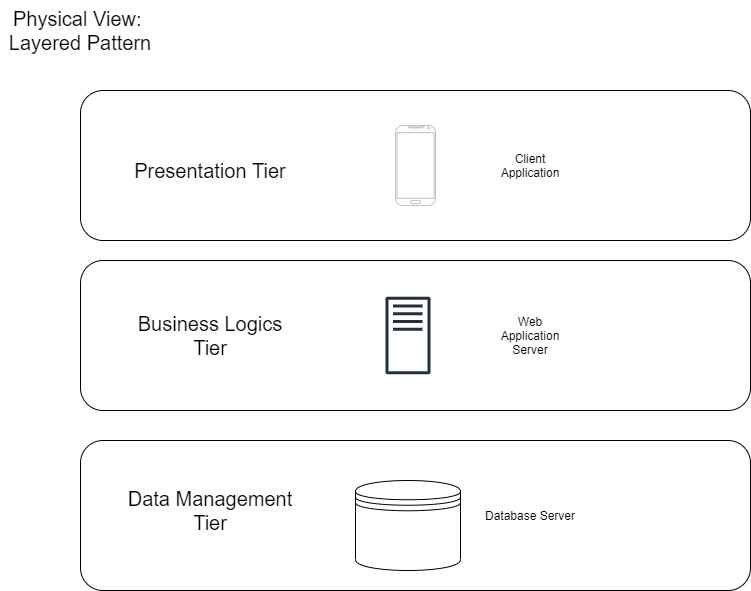 Physical View:
Layered Pattern
Presentation Tier
Client
Application
Business Logics
Tier
Web
Application
Server
Data Management
Tier
Database Server